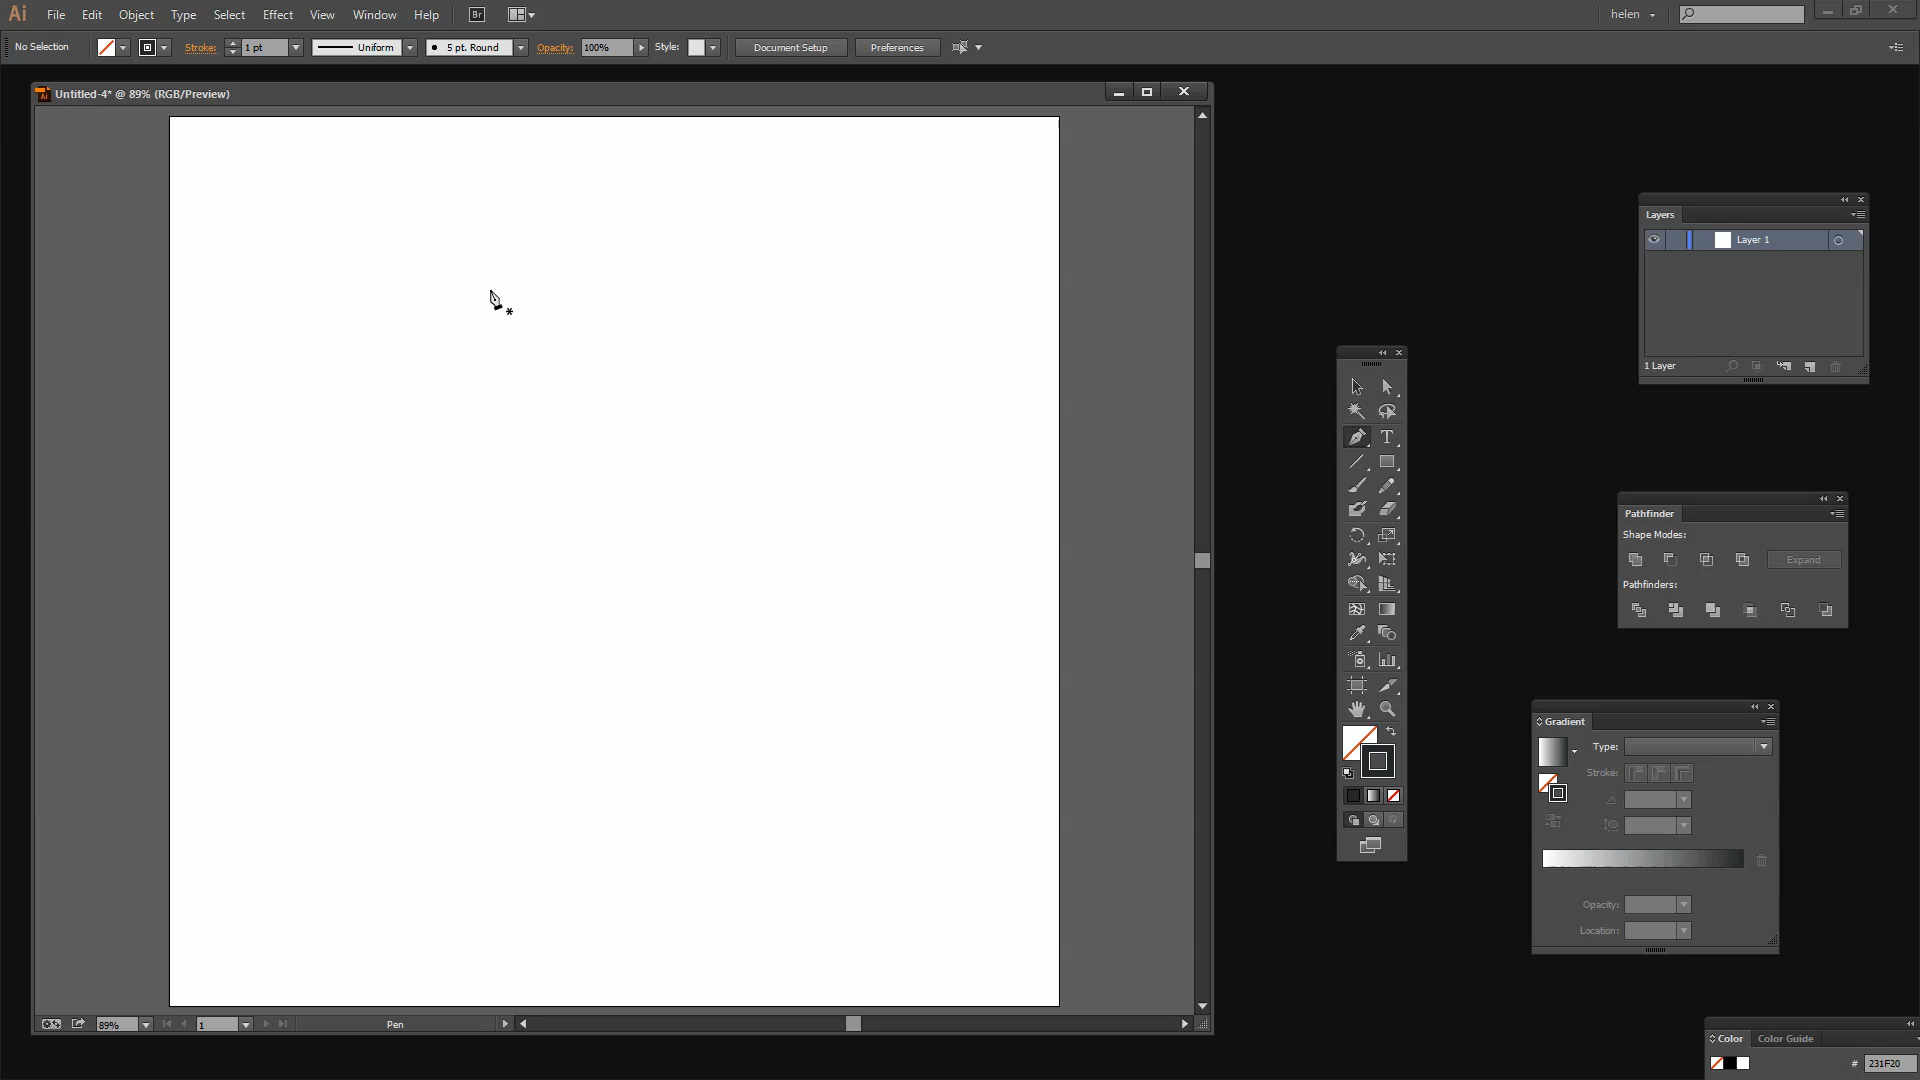 Ai File Edit Object Type Select Effect View Window Help Br helen
No Selection Stroke: 1 pt Uniform 5 pt. Round Opacity: 100% Style: Document Setup Preferences
Untitled-4* @ 89% (RGB/Preview)
Layers
Layer 1
1 Layer
T
Pathfinder
Shape Modes:
Expand
Pathfinders:
Gradient
Type:
Stroke:
Opacity:
Location:
89% 1 Pen
Color Color Guide
# 231F20